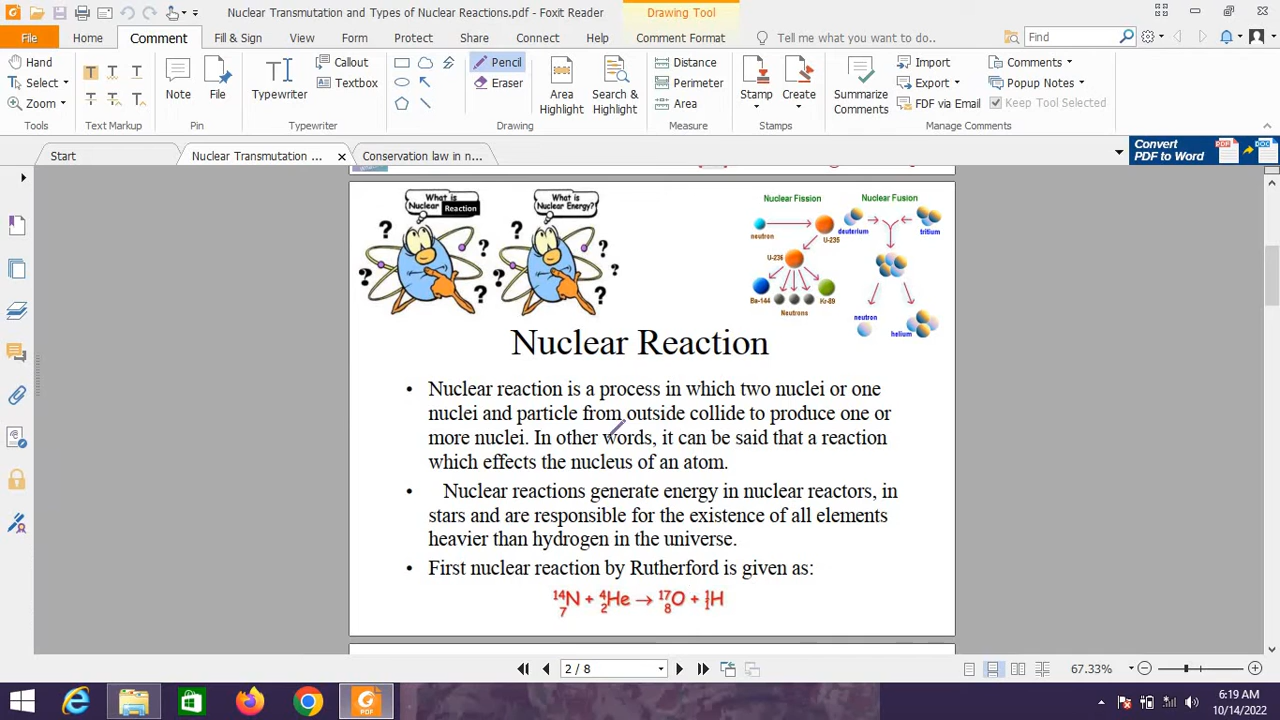 Nuclear Transmutation and Types of Nuclear Reactions.pdf - Foxit Reader
Drawing Tool
File
Home
Comment
Fill & Sign
View
Form
Protect
Share
Connect
Help
Comment Format
Tell me what you want to do..
Find
Hand
Select
Zoom
Tools
Text Markup
Note
File
Pin
Typewriter
Callout
Textbox
Typewriter
Pencil
Eraser
Drawing
Area Highlight
Search & Highlight
Distance
Perimeter
Area
Measure
Stamp
Create
Stamps
Summarize Comments
Import
Export
FDF via Email
Comments
Popup Notes
Keep Tool Selected
Manage Comments
Start
Nuclear Transmutation ...
Conservation law in n...
Convert
PDF to Word
What is
Nuclear Reaction
What is
Nuclear Energy?
Nuclear Fission
neutron
U-235
U-236
Ba-144
Neutrons
Kr-89
Nuclear Fusion
deuterium
tritium
neutron
helium
Nuclear Reaction
• Nuclear reaction is a process in which two nuclei or one
nuclei and particle from outside collide to produce one or
more nuclei. In other words, it can be said that a reaction
which effects the nucleus of an atom.
• Nuclear reactions generate energy in nuclear reactors, in
stars and are responsible for the existence of all elements
heavier than hydrogen in the universe.
• First nuclear reaction by Rutherford is given as:
¹⁴₇N + ⁴₂He → ¹⁷₈O + ¹₁H
2 / 8
67.33%
6:19 AM
10/14/2022